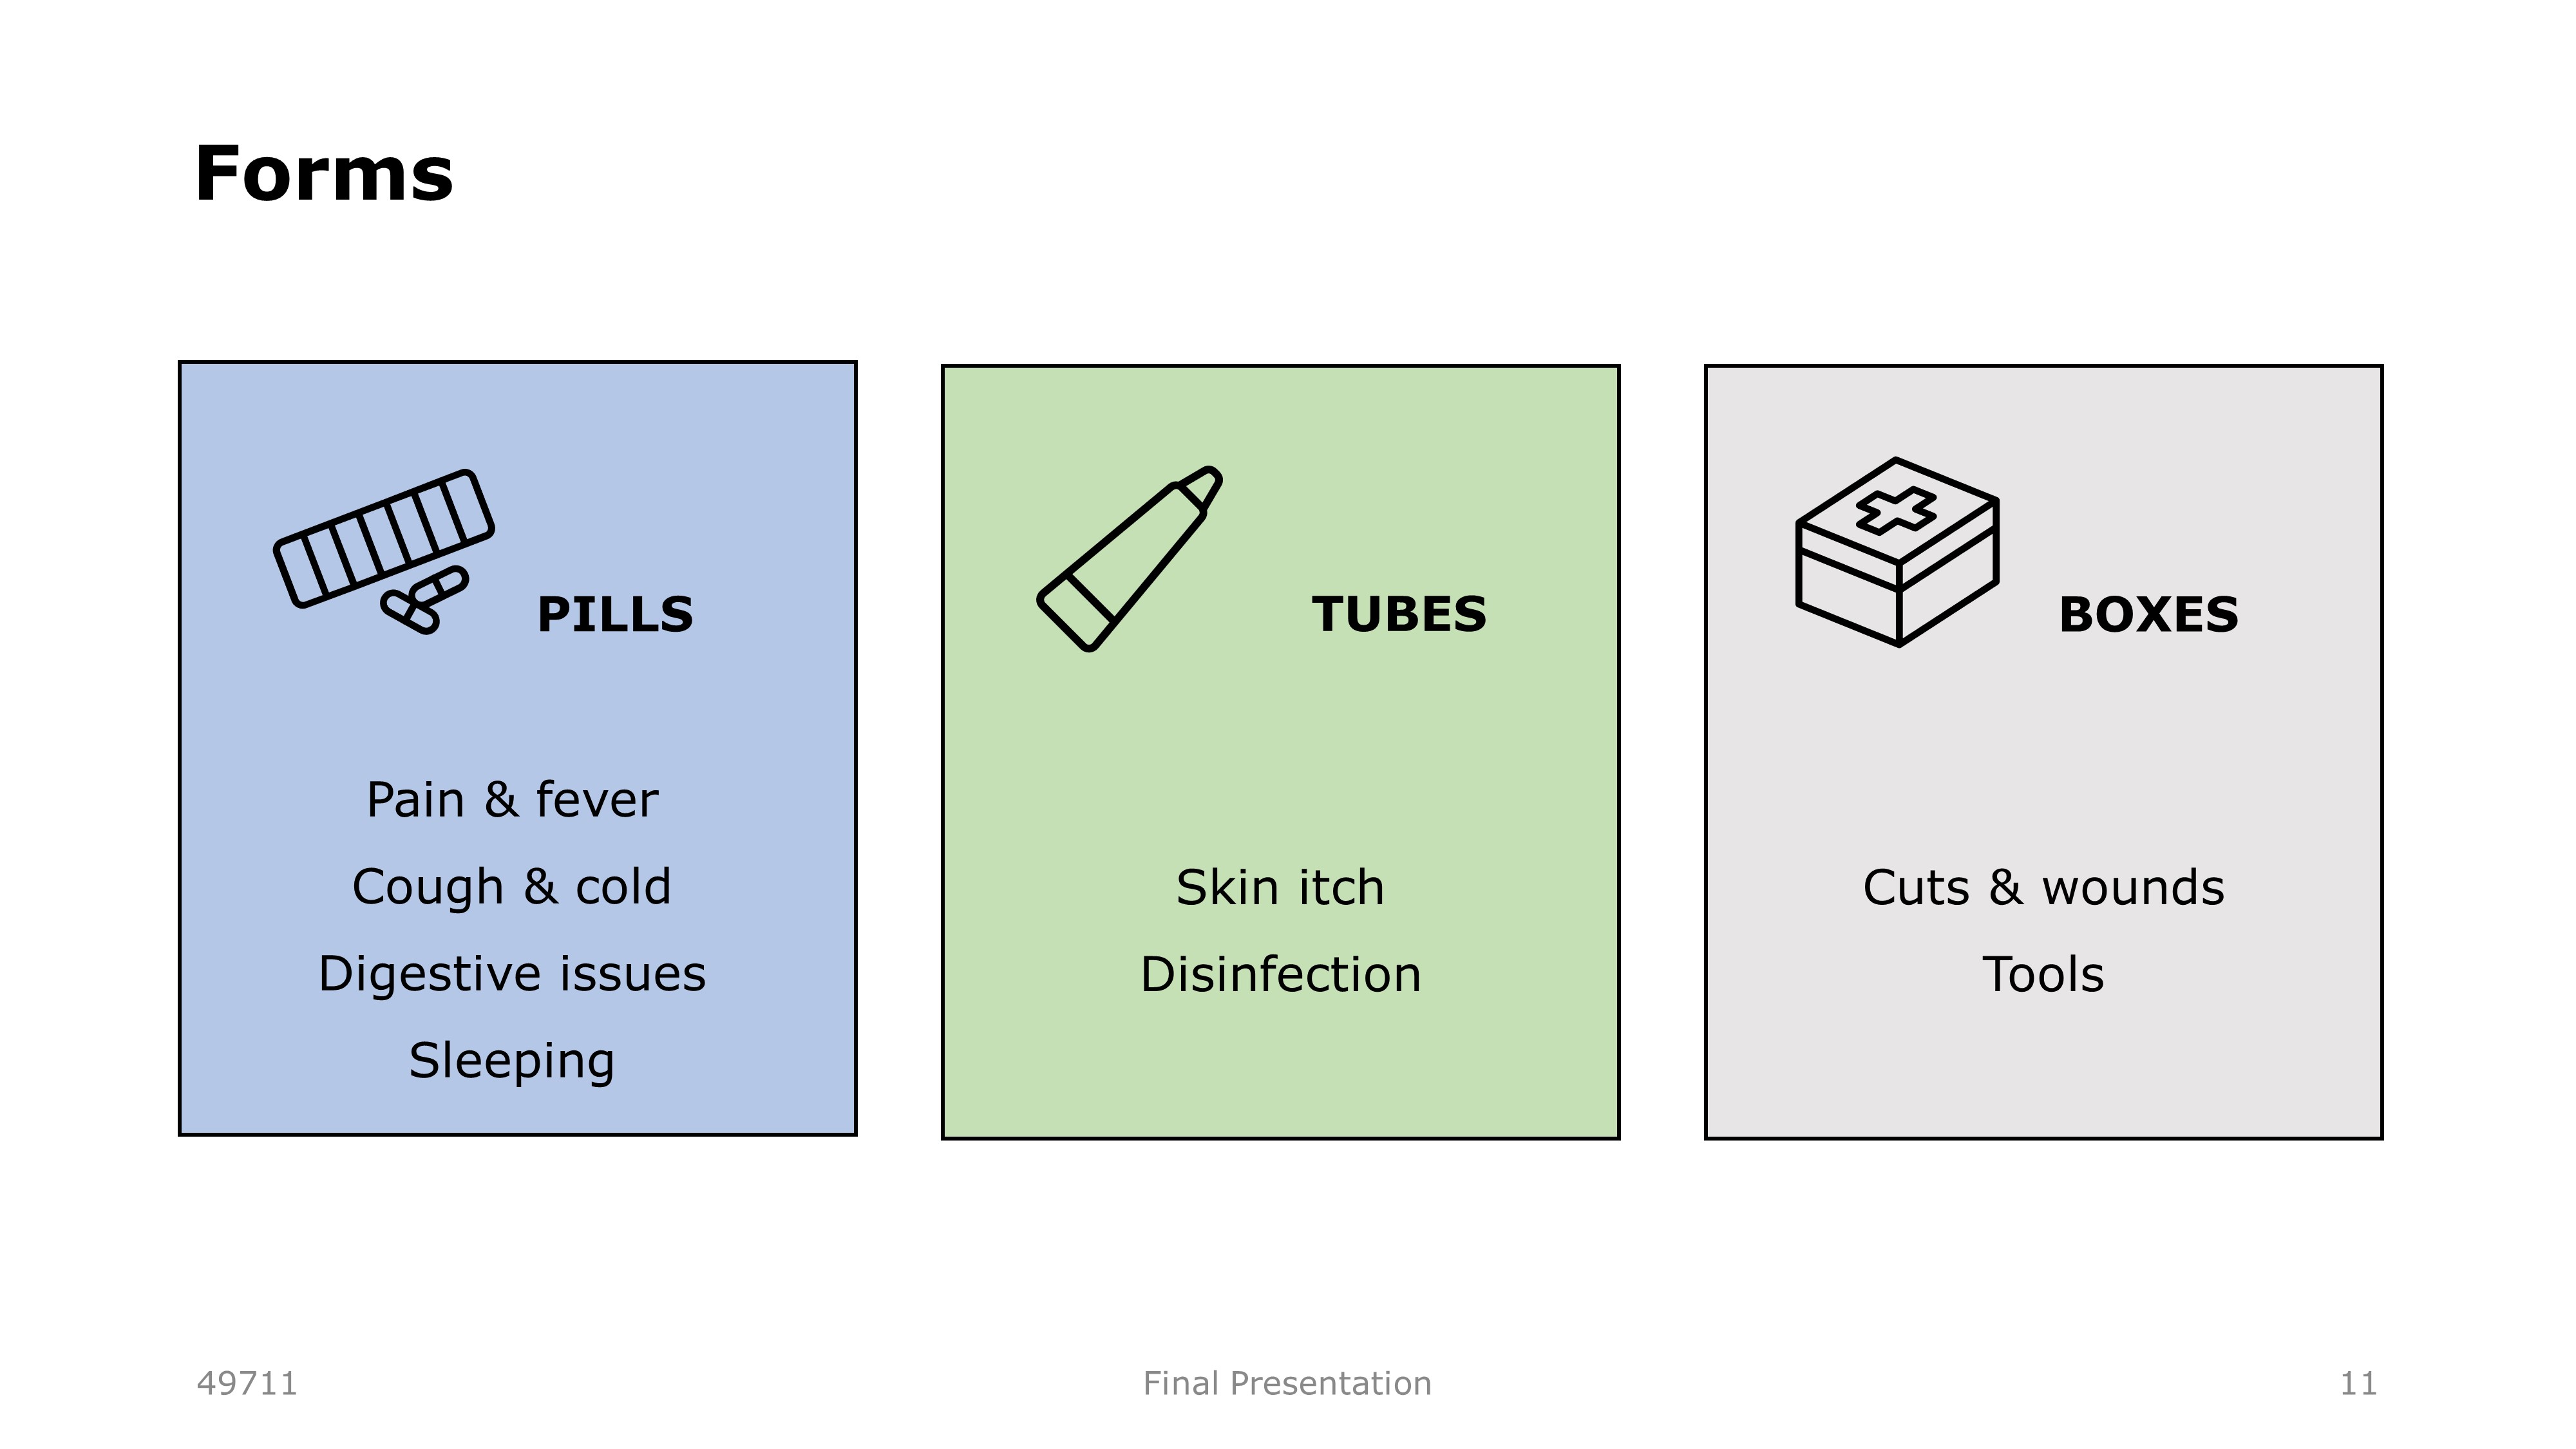 Forms
PILLS
Pain & fever
Cough & cold
Digestive issues
Sleeping
TUBES
Skin itch
Disinfection
BOXES
Cuts & wounds
Tools
49711
Final Presentation
11